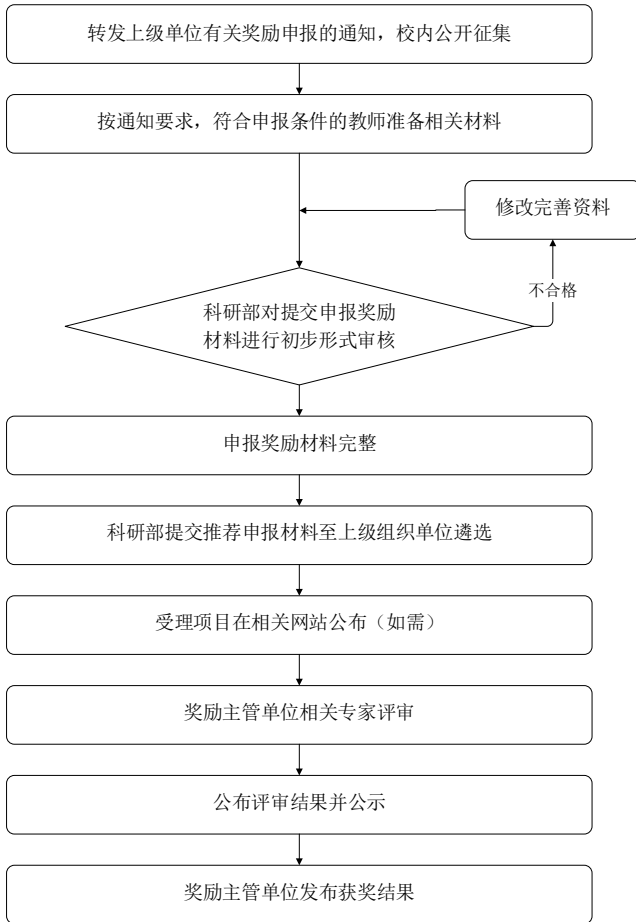 转发上级单位有关奖励申报的通知，校内公开征集
按通知要求，符合申报条件的教师准备相关材料
修改完善资料
不合格
科研部对提交申报奖励
材料进行初步形式审核
申报奖励材料完整
科研部提交推荐申报材料至上级组织单位遴选
受理项目在相关网站公布（如需）
奖励主管单位相关专家评审
公布评审结果并公示
奖励主管单位发布获奖结果